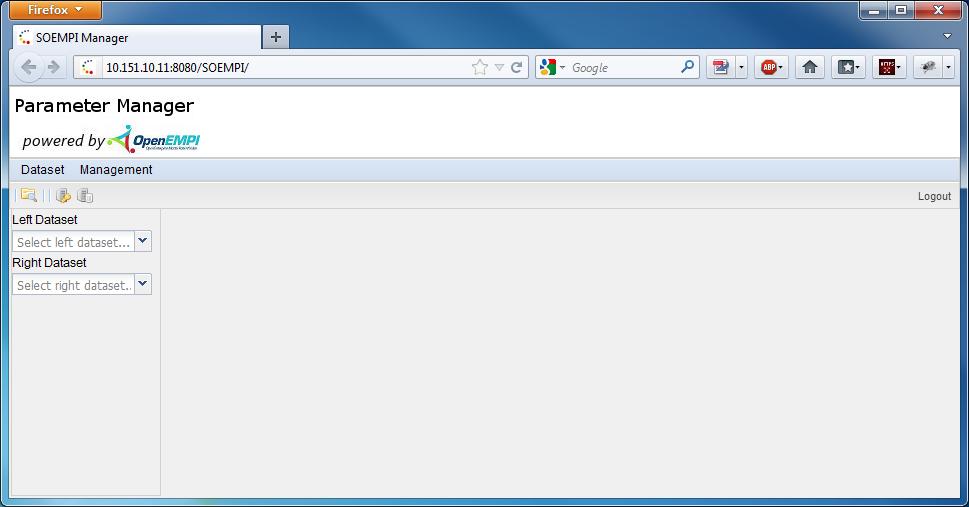 Firefox
SOEMPI Manager
10.151.10.11:8080/SOEMPI/
Google
ABP
Parameter Manager
powered by OpenEMPI
Dataset Management
Logout
Left Dataset
Select left dataset...
Right Dataset
Select right dataset..